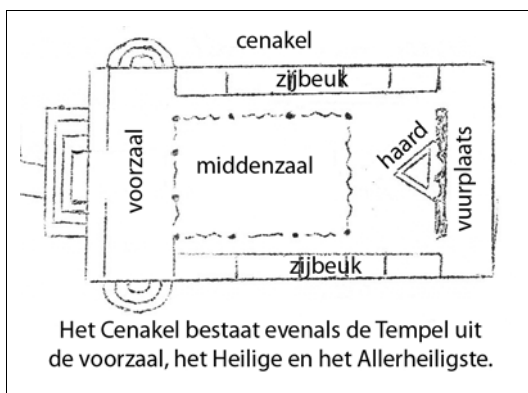 cenakel
zijbeuk
voorzaal
middenzaal
haard
vuurplaats
zijbeuk
Het Cenakel bestaat evenals de Tempel uit
de voorzaal, het Heilige en het Allerheiligste.